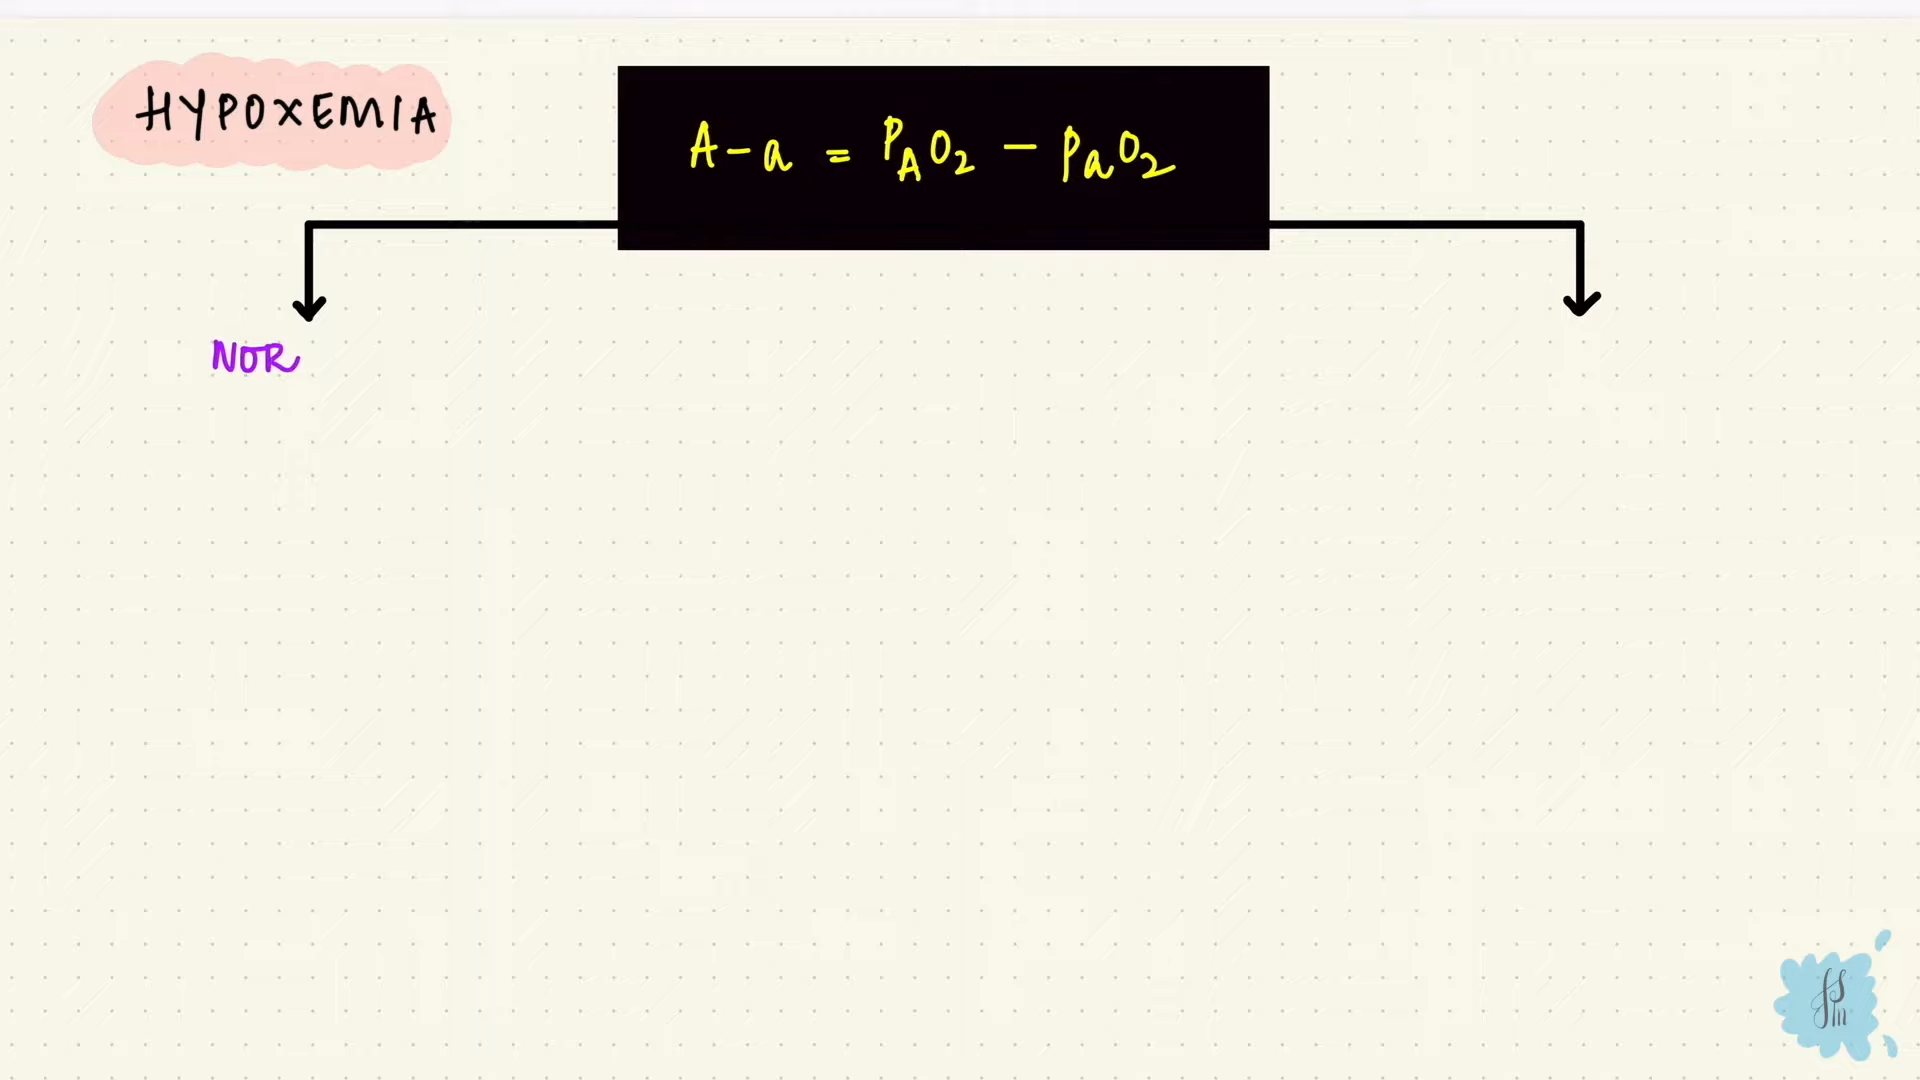 HYPOXEMIA
A-a = PAO2 - PaO2
NOR